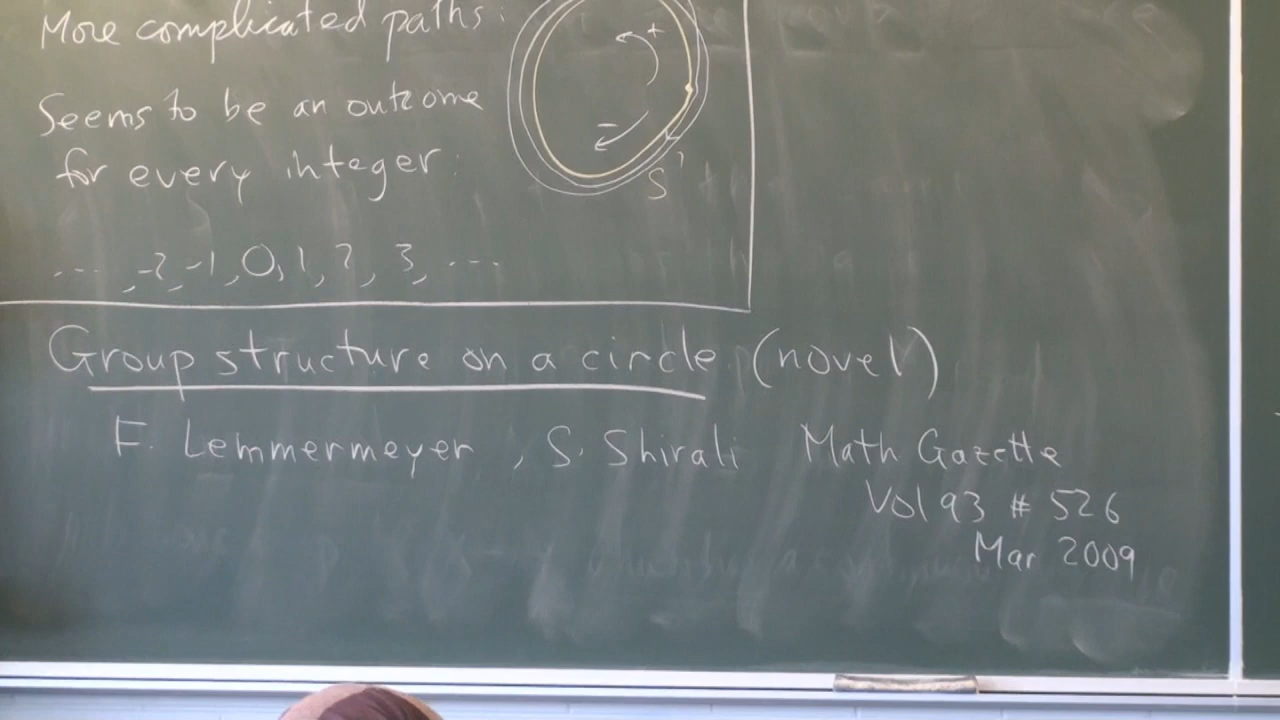 More complicated paths:
+
Seems to be an outcome
for every integer:
-
S'
... , -2, -1, 0, 1, 2, 3, ...
Group structure on a circle (novel)
F. Lemmermeyer, S. Shirali Math Gazette
Vol 93 # 526
Mar 2009